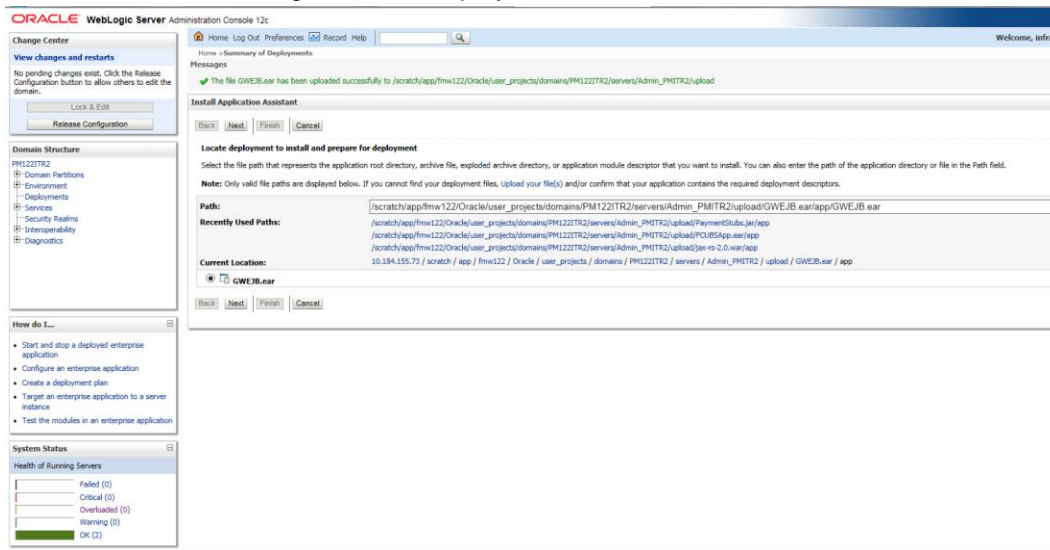 ORACLE WebLogic Server Administration Console 12c
Change Center
View changes and restarts
No pending changes exist. Click the Release
Configuration button to allow others to edit the
domain.
Lock & Edit
Release Configuration
Domain Structure
PM122ITR2
Domain Partitions
Environment
Deployments
Services
Security Realms
Interoperability
Diagnostics
How do I...
Start and stop a deployed enterprise
application
Configure an enterprise application
Create a deployment plan
Target an enterprise application to a server
instance
Test the modules in an enterprise application
System Status
Health of Running Servers
Failed (0)
Critical (0)
Overloaded (0)
Warning (0)
OK (2)
Home Log Out Preferences Record Help
Welcome, infra
Home >Summary of Deployments
Messages
The file GWEJB.ear has been uploaded successfully to /scratch/app/fmw122/Oracle/user_projects/domains/PM122ITR2/servers/Admin_PMITR2/upload
Install Application Assistant
Back Next Finish Cancel
Locate deployment to install and prepare for deployment
Select the file path that represents the application root directory, archive file, exploded archive directory, or application module descriptor that you want to install. You can also enter the path of the application directory or file in the Path field.
Note: Only valid file paths are displayed below. If you cannot find your deployment files, Upload your file(s) and/or confirm that your application contains the required deployment descriptors.
Path: /scratch/app/fmw122/Oracle/user_projects/domains/PM122ITR2/servers/Admin_PMITR2/upload/GWEJB.ear/app/GWEJB.ear
Recently Used Paths: /scratch/app/fmw122/Oracle/user_projects/domains/PM122ITR2/servers/Admin_PMITR2/upload/PaymentStubs.jar/app
/scratch/app/fmw122/Oracle/user_projects/domains/PM122ITR2/servers/Admin_PMITR2/upload/FCUBSApp.ear/app
/scratch/app/fmw122/Oracle/user_projects/domains/PM122ITR2/servers/Admin_PMITR2/upload/jax-rs-2.0.war/app
Current Location: 10.184.155.73 / scratch / app / fmw122 / Oracle / user_projects / domains / PM122ITR2 / servers / Admin_PMITR2 / upload / GWEJB.ear / app
GWEJB.ear
Back Next Finish Cancel